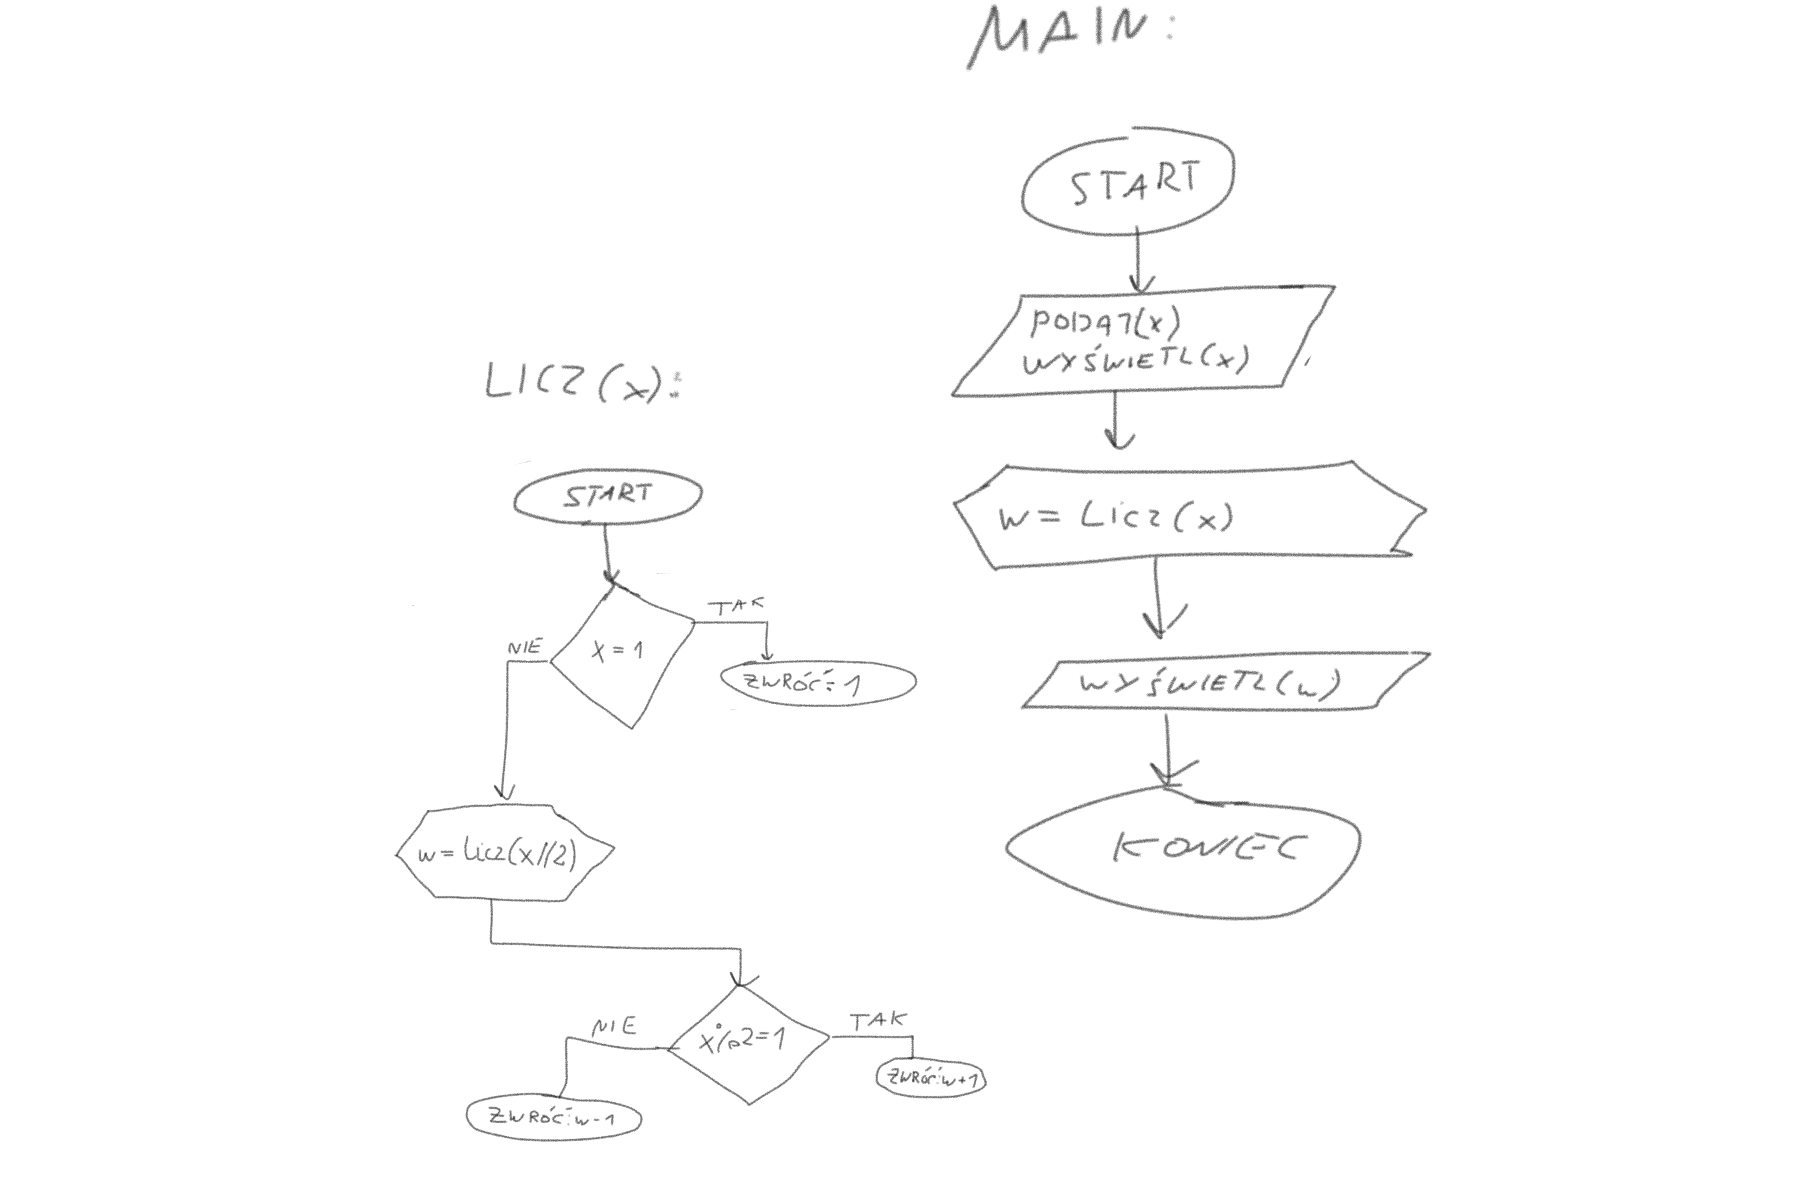 MAIN:
START
PODAJ(x)
WYŚWIETL(x)
w = Licz(x)
WYŚWIETL(w)
KONIEC
LICZ(x):
START
x=1
TAK
NIE
ZWRÓĆ: 1
w = Licz(x//2)
x%2=1
NIE
TAK
ZWRÓĆ: w-1
ZWRÓĆ: w+1